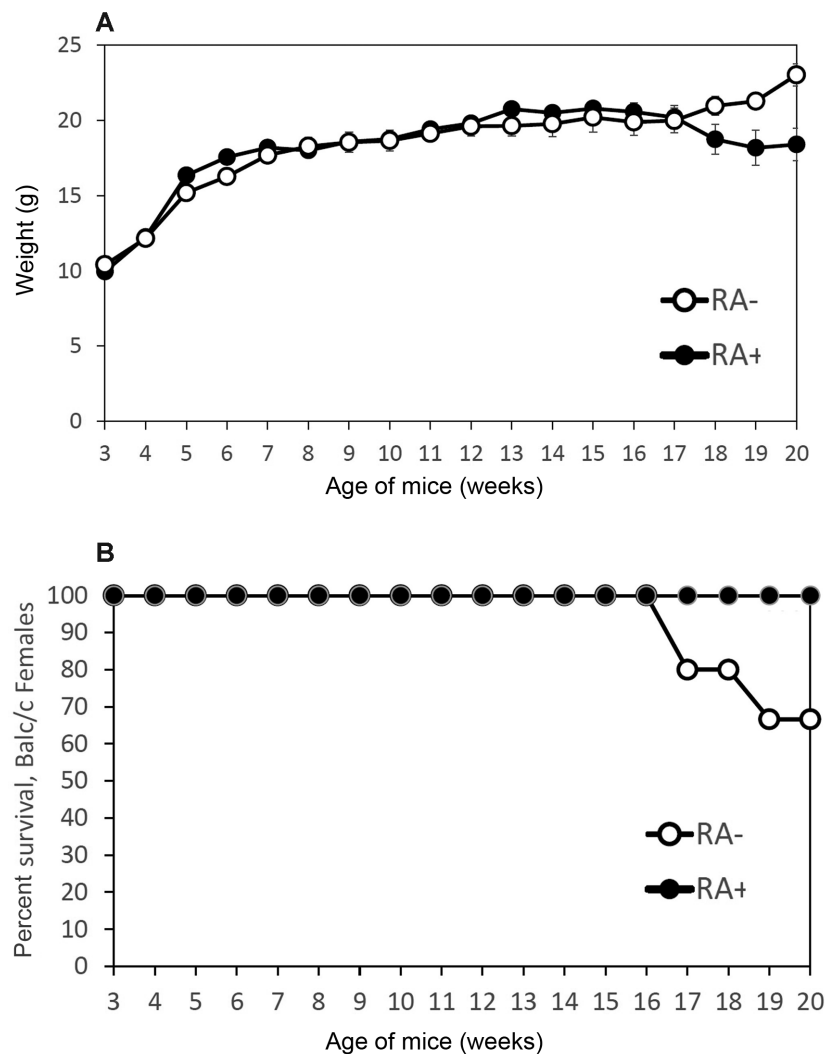 A
25
20
15
10
5
0
Weight (g)
RA-
RA+
3 4 5 6 7 8 9 10 11 12 13 14 15 16 17 18 19 20
Age of mice (weeks)
B
100
90
80
70
60
50
40
30
20
10
0
Percent survival, Balc/c Females
RA-
RA+
3 4 5 6 7 8 9 10 11 12 13 14 15 16 17 18 19 20
Age of mice (weeks)